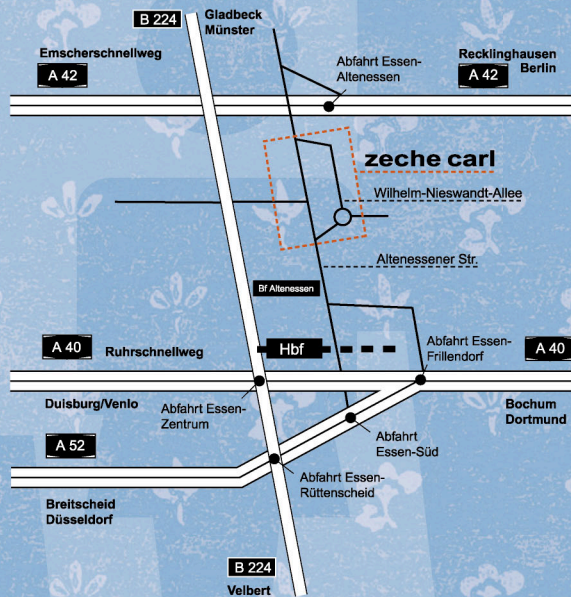 B 224
Gladbeck
Münster
Emscherschnellweg
A 42
Abfahrt Essen-
Altenessen
Recklinghausen
Berlin
A 42
zeche carl
Wilhelm-Nieswandt-Allee
Altenessener Str.
Bf Altenessen
A 40
Ruhrschnellweg
Hbf
Abfahrt Essen-
Frillendorf
A 40
Duisburg/Venlo
Abfahrt Essen-
Zentrum
Bochum
Dortmund
A 52
Abfahrt
Essen-Süd
Abfahrt Essen-
Rüttenscheid
Breitscheid
Düsseldorf
B 224
Velbert